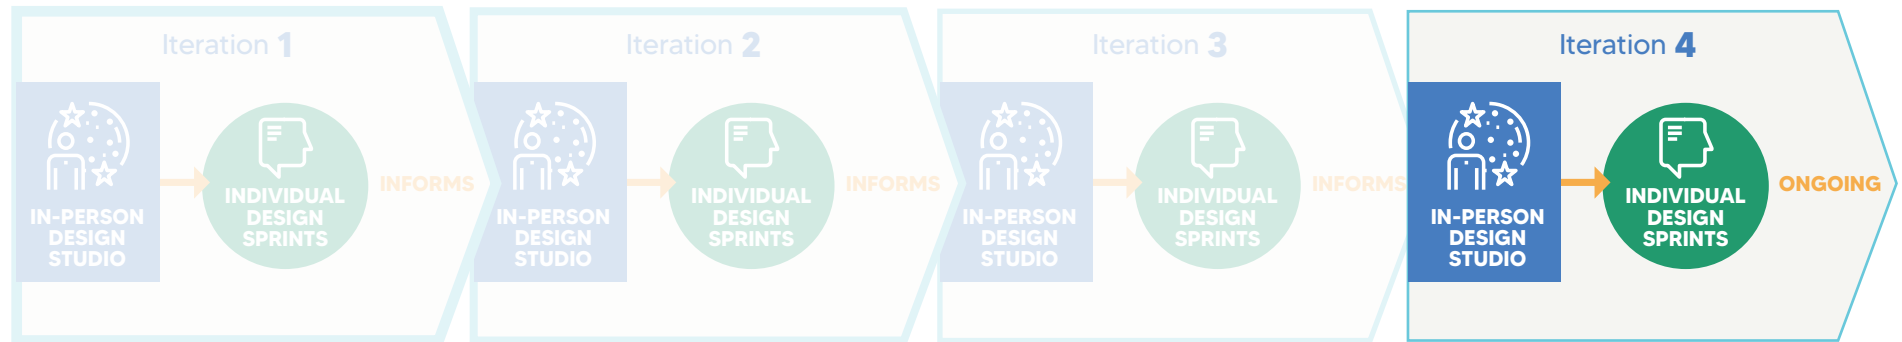 Iteration 1
IN-PERSON
DESIGN
STUDIO
INDIVIDUAL
DESIGN
SPRINTS
INFORMS
Iteration 2
IN-PERSON
DESIGN
STUDIO
INDIVIDUAL
DESIGN
SPRINTS
INFORMS
Iteration 3
IN-PERSON
DESIGN
STUDIO
INDIVIDUAL
DESIGN
SPRINTS
INFORMS
Iteration 4
IN-PERSON
DESIGN
STUDIO
INDIVIDUAL
DESIGN
SPRINTS
ONGOING